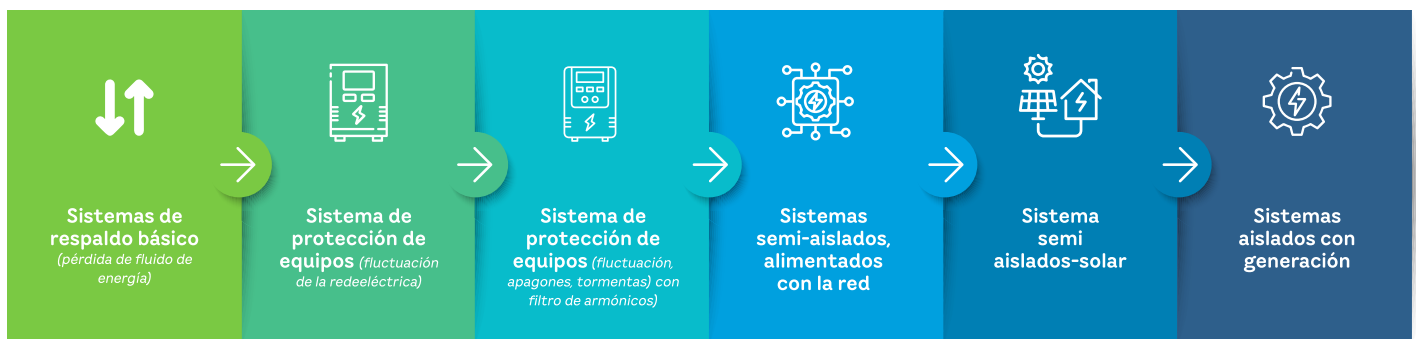 Sistemas de
respaldo básico
(pérdida de fluido de
energía)
Sistema de
protección de
equipos (fluctuación
de la redeeléctrica)
Sistema de
protección de
equipos (fluctuación,
apagones, tormentas) con
filtro de armónicos)
Sistemas
semi-aislados,
alimentados
con la red
Sistema
semi
aislados-solar
Sistemas
aislados con
generación